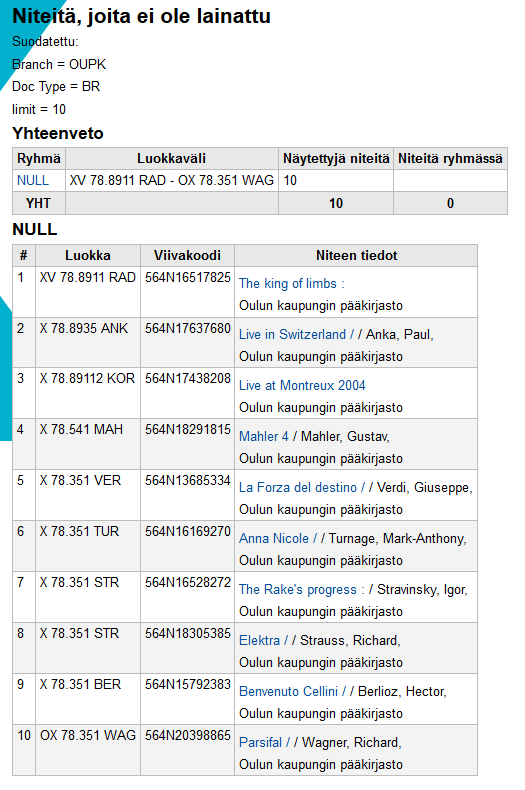 Niteitä, joita ei ole lainattu
Suodatettu:
Branch = OUPK
Doc Type = BR
limit = 10
Yhteenveto
Ryhmä Luokkaväli Näytettyjä niteitä Niteitä ryhmässä
NULL XV 78.8911 RAD - OX 78.351 WAG 10
YHT 10 0
NULL
# Luokka Viivakoodi Niteen tiedot
1 XV 78.8911 RAD 564N16517825 The king of limbs :
Oulun kaupungin pääkirjasto
2 X 78.8935 ANK 564N17637680 Live in Switzerland / / Anka, Paul,
Oulun kaupungin pääkirjasto
3 X 78.89112 KOR 564N17438208 Live at Montreux 2004
Oulun kaupungin pääkirjasto
4 X 78.541 MAH 564N18291815 Mahler 4 / Mahler, Gustav,
Oulun kaupungin pääkirjasto
5 X 78.351 VER 564N13685334 La Forza del destino / / Verdi, Giuseppe,
Oulun kaupungin pääkirjasto
6 X 78.351 TUR 564N16169270 Anna Nicole / / Turnage, Mark-Anthony,
Oulun kaupungin pääkirjasto
7 X 78.351 STR 564N16528272 The Rake's progress : / Stravinsky, Igor,
Oulun kaupungin pääkirjasto
8 X 78.351 STR 564N18305385 Elektra / / Strauss, Richard,
Oulun kaupungin pääkirjasto
9 X 78.351 BER 564N15792383 Benvenuto Cellini / / Berlioz, Hector,
Oulun kaupungin pääkirjasto
10 OX 78.351 WAG 564N20398865 Parsifal / / Wagner, Richard,
Oulun kaupungin pääkirjasto